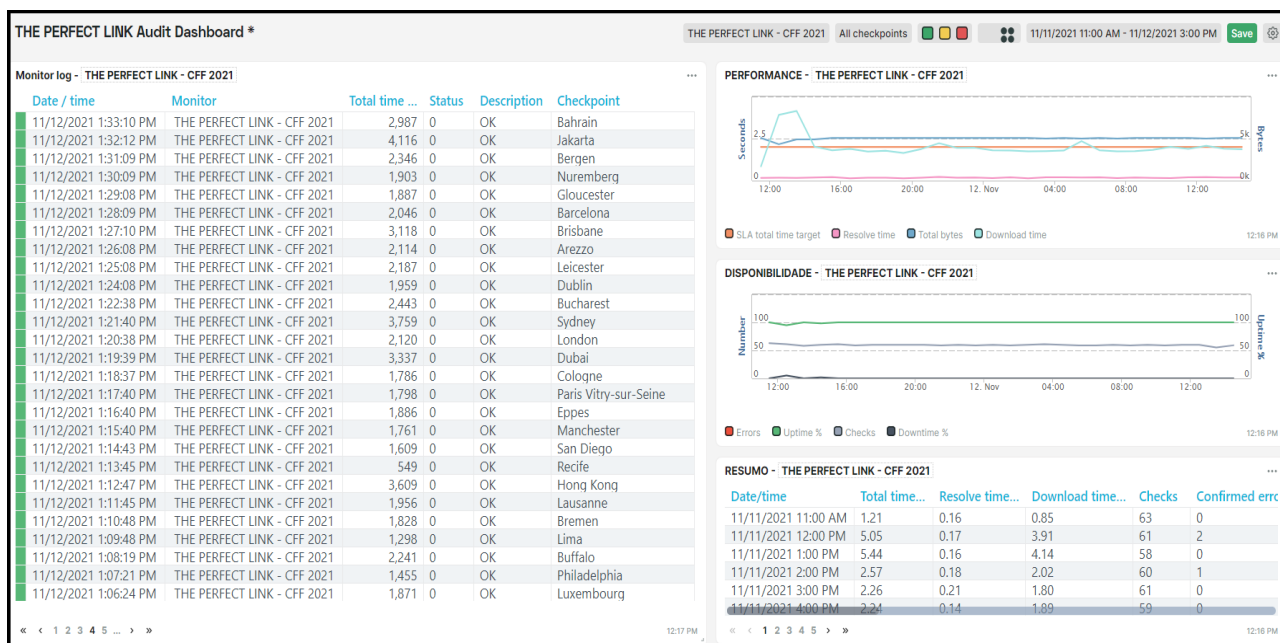 THE PERFECT LINK Audit Dashboard *
THE PERFECT LINK - CFF 2021 All checkpoints 11/11/2021 11:00 AM - 11/12/2021 3:00 PM Save
Monitor log - THE PERFECT LINK - CFF 2021 ...
Date / time Monitor Total time ... Status Description Checkpoint
11/12/2021 1:33:10 PM THE PERFECT LINK - CFF 2021 2,987 0 OK Bahrain
11/12/2021 1:32:12 PM THE PERFECT LINK - CFF 2021 4,116 0 OK Jakarta
11/12/2021 1:31:09 PM THE PERFECT LINK - CFF 2021 2,346 0 OK Bergen
11/12/2021 1:30:09 PM THE PERFECT LINK - CFF 2021 1,903 0 OK Nuremberg
11/12/2021 1:29:08 PM THE PERFECT LINK - CFF 2021 1,887 0 OK Gloucester
11/12/2021 1:28:09 PM THE PERFECT LINK - CFF 2021 2,046 0 OK Barcelona
11/12/2021 1:27:10 PM THE PERFECT LINK - CFF 2021 3,118 0 OK Brisbane
11/12/2021 1:26:08 PM THE PERFECT LINK - CFF 2021 2,114 0 OK Arezzo
11/12/2021 1:25:08 PM THE PERFECT LINK - CFF 2021 2,187 0 OK Leicester
11/12/2021 1:24:08 PM THE PERFECT LINK - CFF 2021 1,959 0 OK Dublin
11/12/2021 1:22:38 PM THE PERFECT LINK - CFF 2021 2,443 0 OK Bucharest
11/12/2021 1:21:40 PM THE PERFECT LINK - CFF 2021 3,759 0 OK Sydney
11/12/2021 1:20:38 PM THE PERFECT LINK - CFF 2021 2,120 0 OK London
11/12/2021 1:19:39 PM THE PERFECT LINK - CFF 2021 3,337 0 OK Dubai
11/12/2021 1:18:37 PM THE PERFECT LINK - CFF 2021 1,786 0 OK Cologne
11/12/2021 1:17:40 PM THE PERFECT LINK - CFF 2021 1,798 0 OK Paris Vitry-sur-Seine
11/12/2021 1:16:40 PM THE PERFECT LINK - CFF 2021 1,886 0 OK Eppes
11/12/2021 1:15:40 PM THE PERFECT LINK - CFF 2021 1,761 0 OK Manchester
11/12/2021 1:14:43 PM THE PERFECT LINK - CFF 2021 1,609 0 OK San Diego
11/12/2021 1:13:45 PM THE PERFECT LINK - CFF 2021 549 0 OK Recife
11/12/2021 1:12:47 PM THE PERFECT LINK - CFF 2021 3,609 0 OK Hong Kong
11/12/2021 1:11:45 PM THE PERFECT LINK - CFF 2021 1,956 0 OK Lausanne
11/12/2021 1:10:48 PM THE PERFECT LINK - CFF 2021 1,828 0 OK Bremen
11/12/2021 1:09:48 PM THE PERFECT LINK - CFF 2021 1,298 0 OK Lima
11/12/2021 1:08:19 PM THE PERFECT LINK - CFF 2021 2,241 0 OK Buffalo
11/12/2021 1:07:21 PM THE PERFECT LINK - CFF 2021 1,455 0 OK Philadelphia
11/12/2021 1:06:24 PM THE PERFECT LINK - CFF 2021 1,871 0 OK Luxembourg
« ‹ 1 2 3 4 5 ... › » 12:17 PM
PERFORMANCE - THE PERFECT LINK - CFF 2021 ...
Seconds
2.5 5k
0 0k
Bytes
12:00 16:00 20:00 12. Nov 04:00 08:00 12:00
SLA total time target Resolve time Total bytes Download time 12:16 PM
DISPONIBILIDADE - THE PERFECT LINK - CFF 2021 ...
Number
100 100
50 50
0 0
Uptime %
12:00 16:00 20:00 12. Nov 04:00 08:00 12:00
Errors Uptime % Checks Downtime % 12:16 PM
RESUMO - THE PERFECT LINK - CFF 2021 ...
Date/time Total time... Resolve time... Download time... Checks Confirmed erro
11/11/2021 11:00 AM 1.21 0.16 0.85 63 0
11/11/2021 12:00 PM 5.05 0.17 3.91 61 2
11/11/2021 1:00 PM 5.44 0.16 4.14 58 0
11/11/2021 2:00 PM 2.57 0.18 2.02 60 1
11/11/2021 3:00 PM 2.26 0.21 1.80 61 0
11/11/2021 4:00 PM 2.24 0.14 1.89 59 0
« ‹ 1 2 3 4 5 › » 12:16 PM